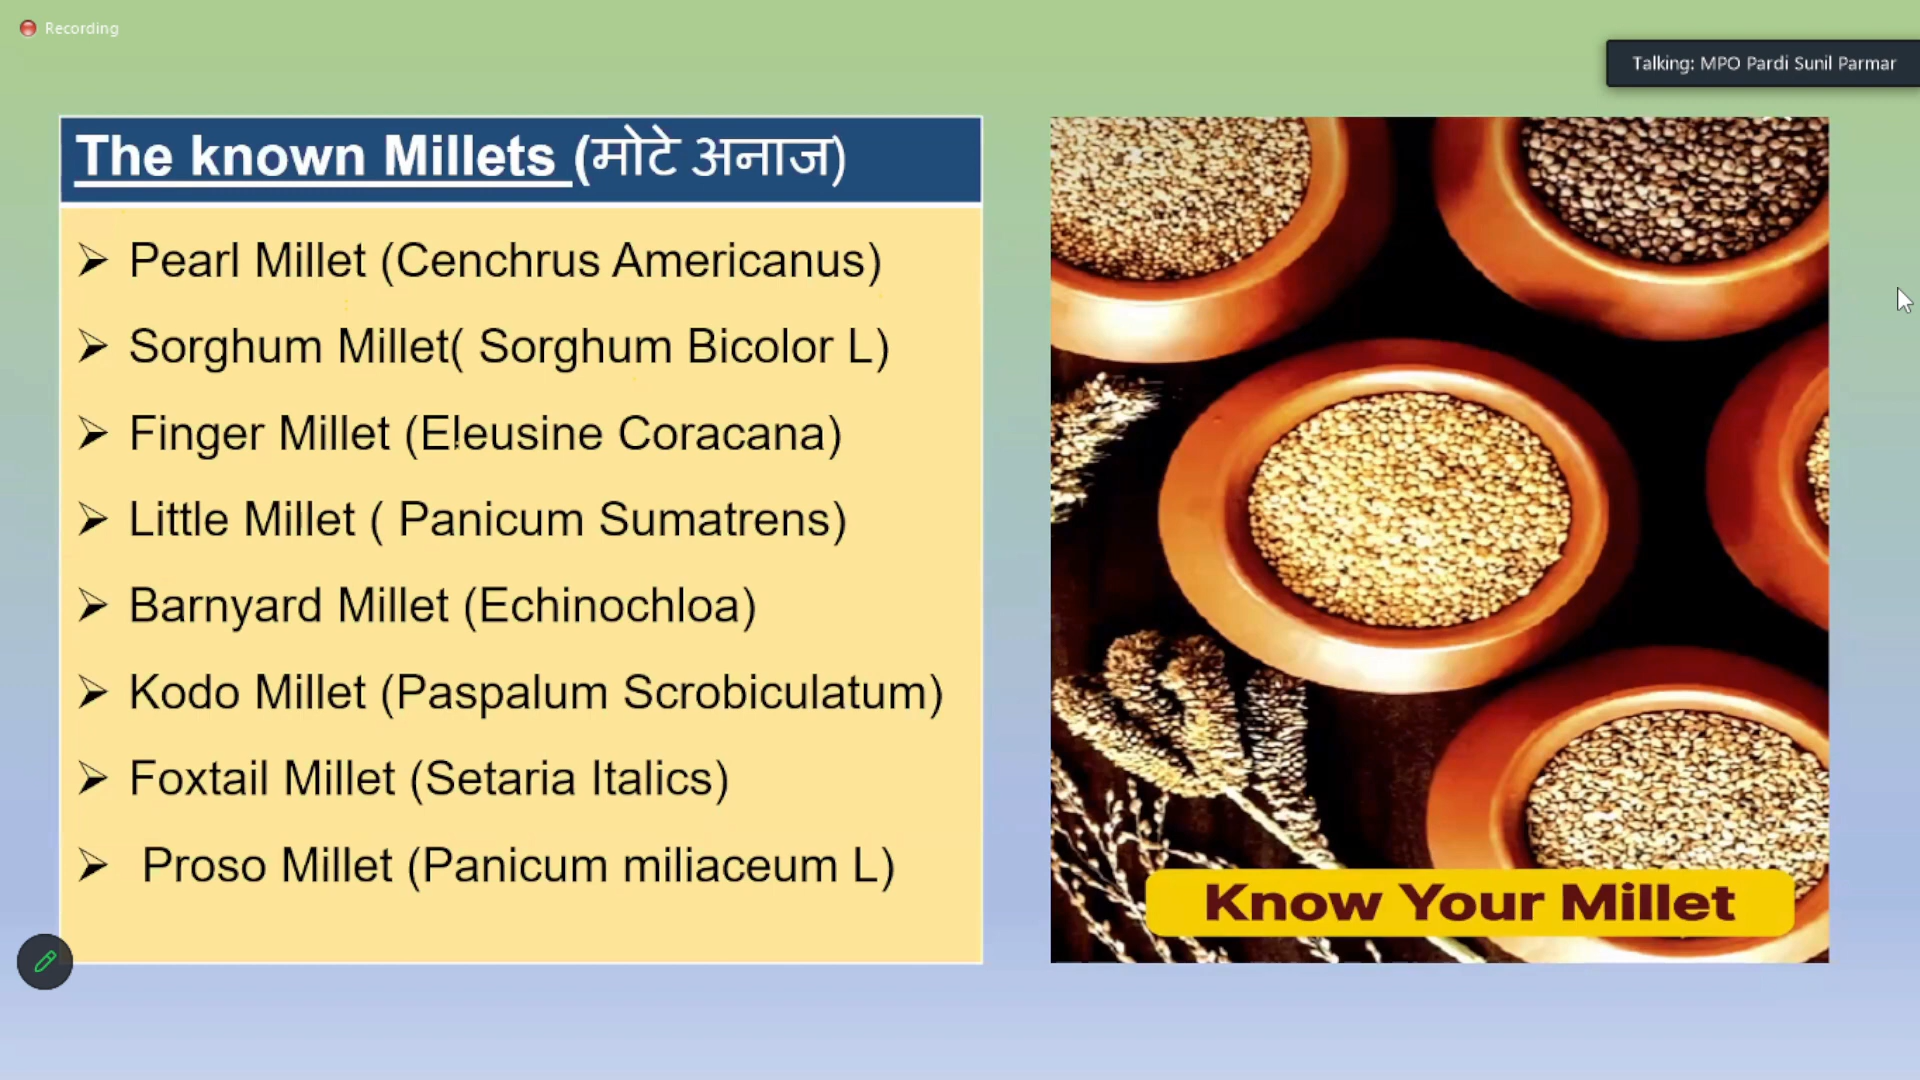 Recording
Talking: MPO Pardi Sunil Parmar
The known Millets (मोटे अनाज)
Pearl Millet (Cenchrus Americanus)
Sorghum Millet( Sorghum Bicolor L)
Finger Millet (Eleusine Coracana)
Little Millet ( Panicum Sumatrens)
Barnyard Millet (Echinochloa)
Kodo Millet (Paspalum Scrobiculatum)
Foxtail Millet (Setaria Italics)
Proso Millet (Panicum miliaceum L)
Know Your Millet